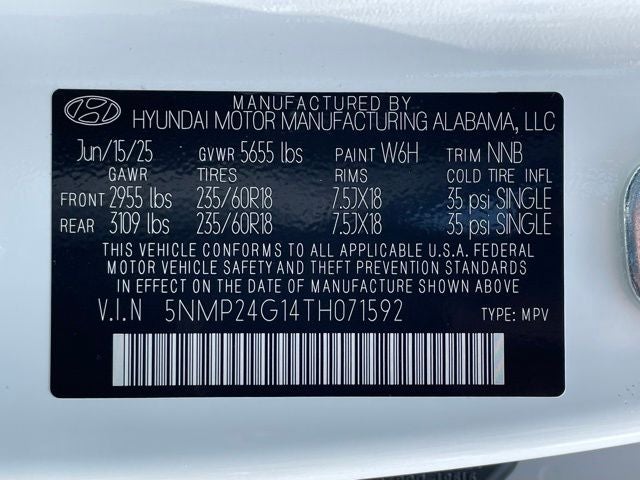 MANUFACTURED BY
HYUNDAI MOTOR MANUFACTURING ALABAMA, LLC
Jun/15/25 GVWR 5655 lbs PAINT W6H TRIM NNB
GAWR TIRES RIMS COLD TIRE INFL
FRONT 2955 lbs 235/60R18 7.5JX18 35 psi SINGLE
REAR 3109 lbs 235/60R18 7.5JX18 35 psi SINGLE
THIS VEHICLE CONFORMS TO ALL APPLICABLE U.S.A. FEDERAL
MOTOR VEHICLE SAFETY AND THEFT PREVENTION STANDARDS
IN EFFECT ON THE DATE OF MANUFACTURE SHOWN ABOVE
V.I.N 5NMP24G14TH071592 TYPE: MPV